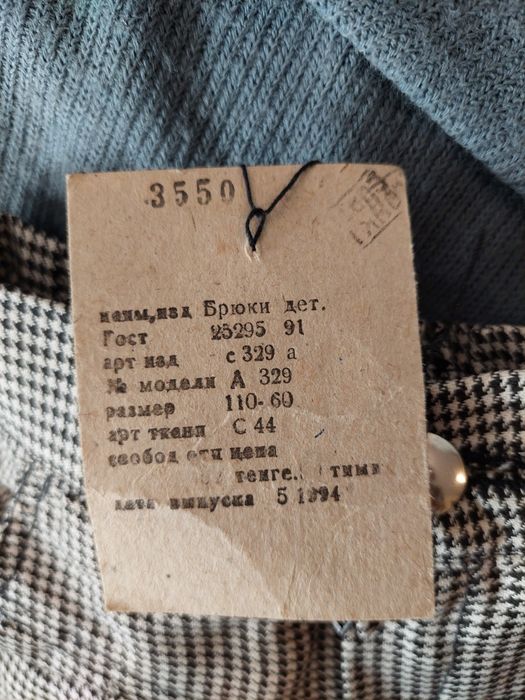 3550
наим,изд Брюки дет.
Гост 25295 91
арт изд с 329 а
№ модели А 329
размер 110-60
арт ткани С 44
свобод отп цена
тенге.
дата выпуска 5 1994